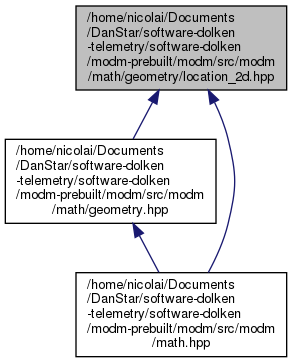 /home/nicolai/Documents
/DanStar/software-dolken
-telemetry/software-dolken
/modm-prebuilt/modm/src/modm
/math/geometry/location_2d.hpp
/home/nicolai/Documents
/DanStar/software-dolken
-telemetry/software-dolken
/modm-prebuilt/modm/src/modm
/math/geometry.hpp
/home/nicolai/Documents
/DanStar/software-dolken
-telemetry/software-dolken
/modm-prebuilt/modm/src/modm
/math.hpp